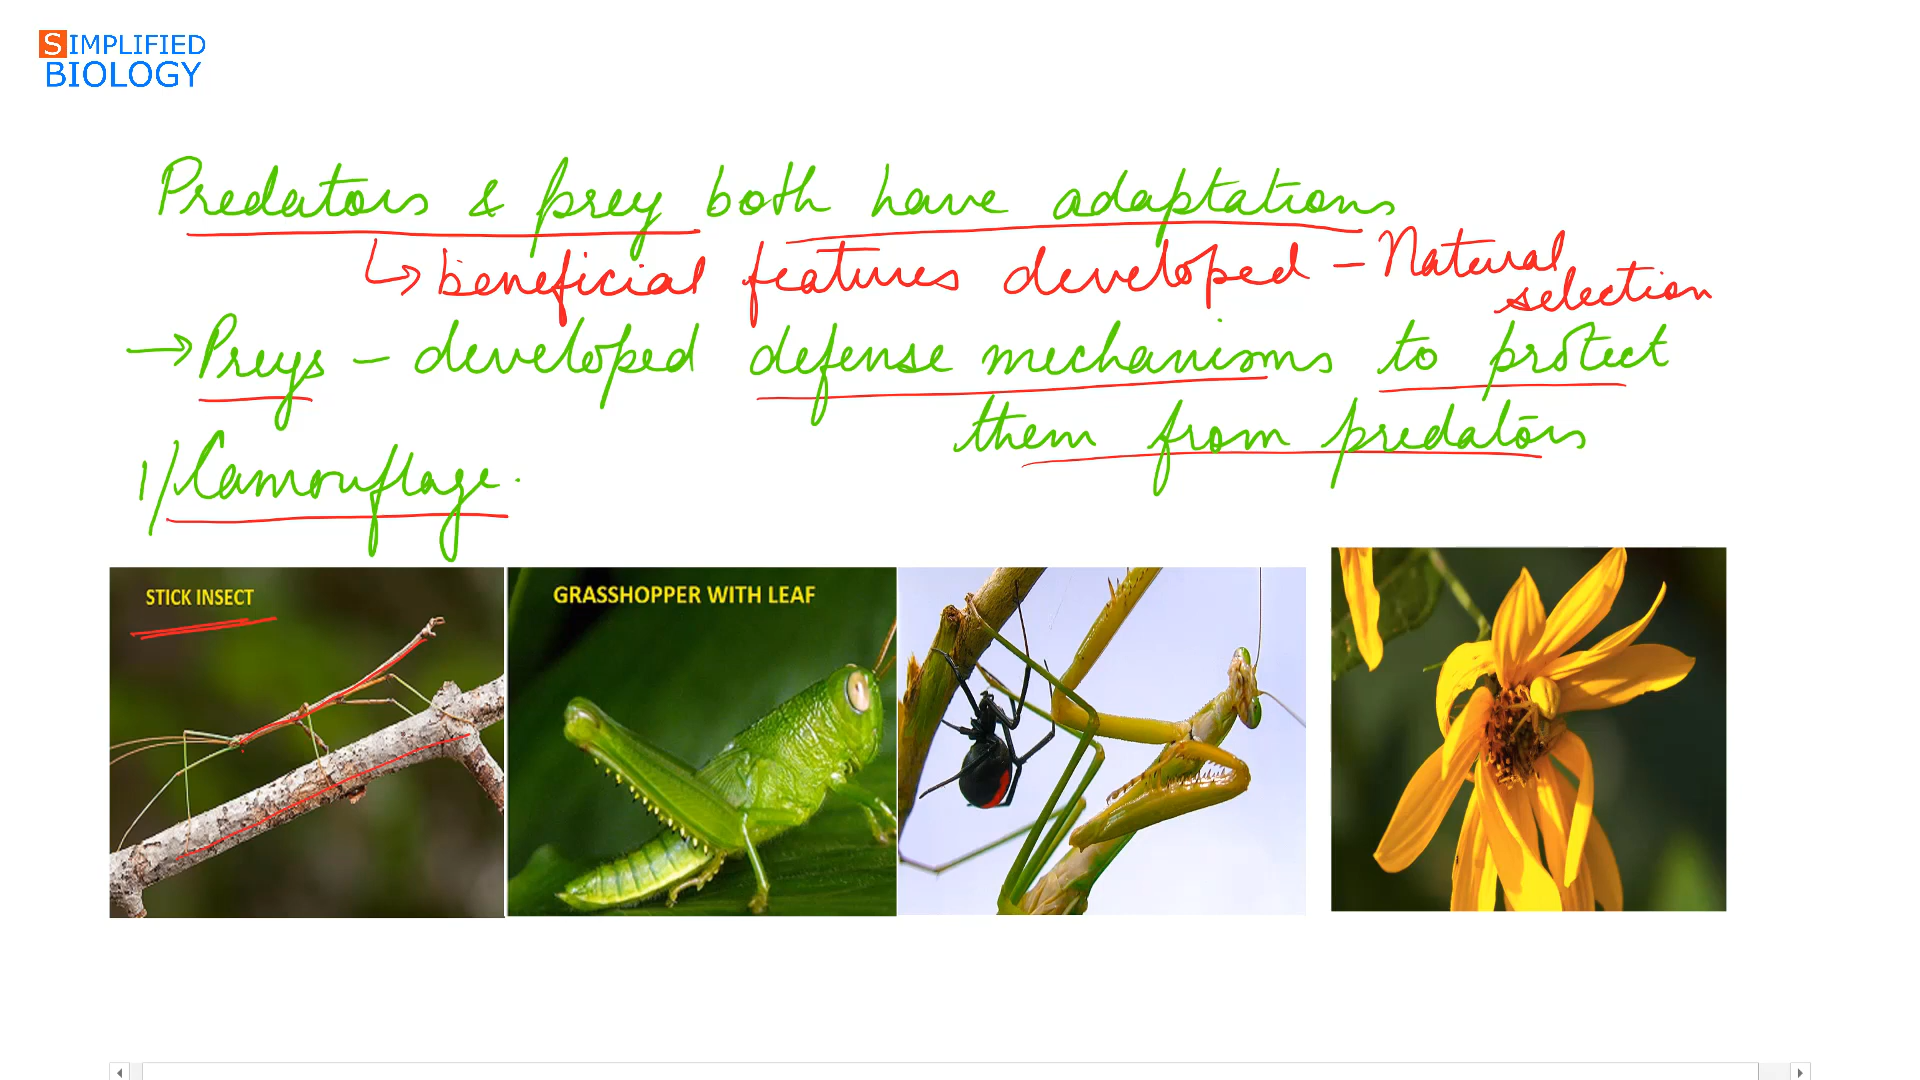 SIMPLIFIED
BIOLOGY
Predators & prey both have adaptations
↳ beneficial features developed – Natural
selection
→ Preys – developed defense mechanisms to protect
them from predators
1) Camouflage.
STICK INSECT
GRASSHOPPER WITH LEAF